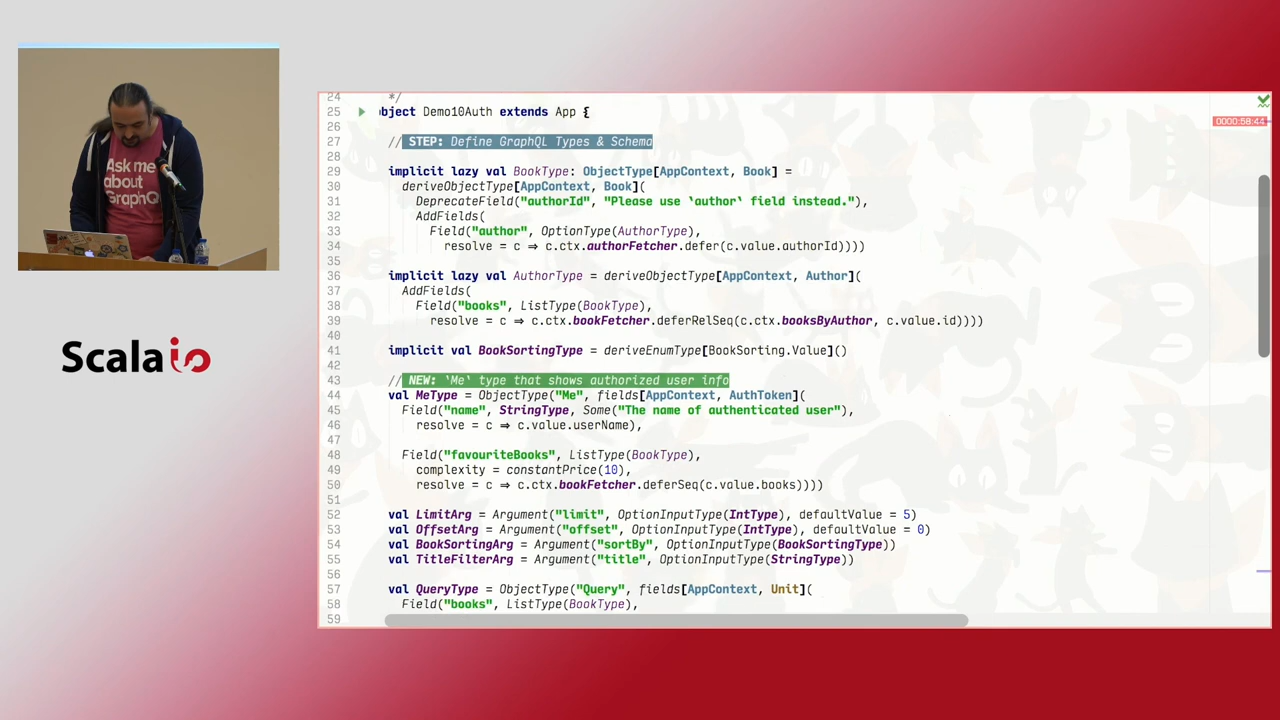 Ask me
about
GraphQ
Scala
io
24 */
25 object Demo10Auth extends App {
26
27 // STEP: Define GraphQL Types & Schema
28
29 implicit lazy val BookType: ObjectType[AppContext, Book] =
30 deriveObjectType[AppContext, Book](
31 DeprecateField("authorId", "Please use `author` field instead."),
32 AddFields(
33 Field("author", OptionType(AuthorType),
34 resolve = c ⇒ c.ctx.authorFetcher.defer(c.value.authorId))))
35
36 implicit lazy val AuthorType = deriveObjectType[AppContext, Author](
37 AddFields(
38 Field("books", ListType(BookType),
39 resolve = c ⇒ c.ctx.bookFetcher.deferRelSeq(c.ctx.booksByAuthor, c.value.id))))
40
41 implicit val BookSortingType = deriveEnumType[BookSorting.Value]()
42
43 // NEW: `Me` type that shows authorized user info
44 val MeType = ObjectType("Me", fields[AppContext, AuthToken](
45 Field("name", StringType, Some("The name of authenticated user"),
46 resolve = c ⇒ c.value.userName),
47
48 Field("favouriteBooks", ListType(BookType),
49 complexity = constantPrice(10),
50 resolve = c ⇒ c.ctx.bookFetcher.deferSeq(c.value.books))))
51
52 val LimitArg = Argument("limit", OptionInputType(IntType), defaultValue = 5)
53 val OffsetArg = Argument("offset", OptionInputType(IntType), defaultValue = 0)
54 val BookSortingArg = Argument("sortBy", OptionInputType(BookSortingType))
55 val TitleFilterArg = Argument("title", OptionInputType(StringType))
56
57 val QueryType = ObjectType("Query", fields[AppContext, Unit](
58 Field("books", ListType(BookType),
59
0000:58:44